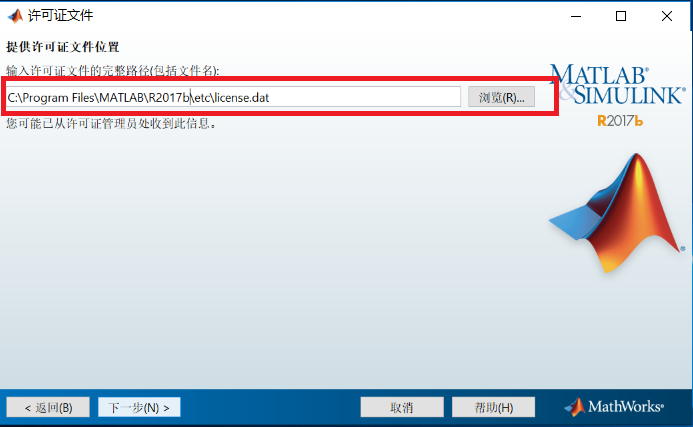 许可证文件
提供许可证文件位置
输入许可证文件的完整路径(包括文件名):
C:\Program Files\MATLAB\R2017b\etc\license.dat
浏览(R)...
您可能已从许可证管理员处收到此信息。
MATLAB®
&SIMULINK®
R2017b
®
< 返回(B)
下一步(N) >
取消
帮助(H)
MathWorks®